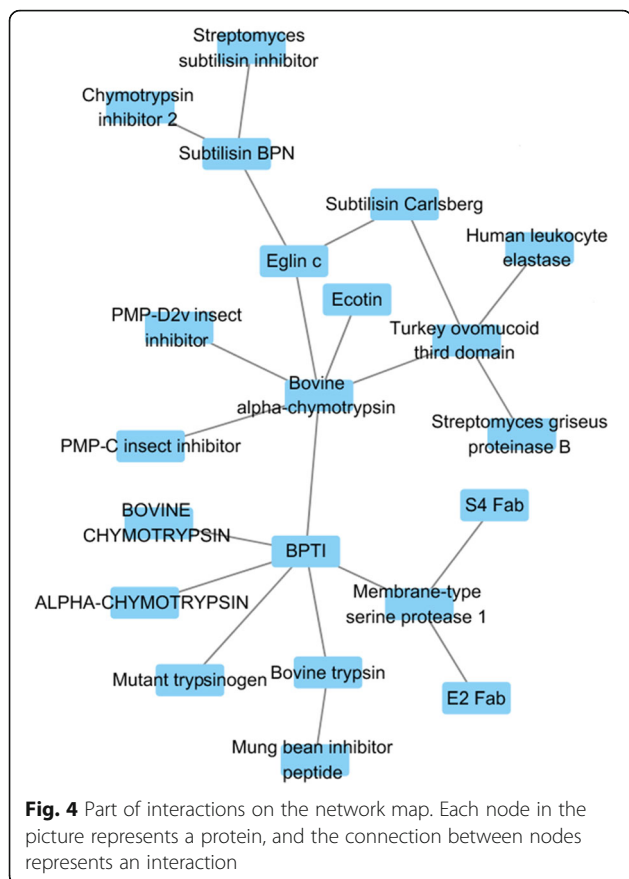 Streptomyces
subtilisin inhibitor
Chymotrypsin
inhibitor 2
Subtilisin BPN
Subtilisin Carlsberg
Human leukocyte
elastase
Eglin c
Ecotin
PMP-D2v insect
inhibitor
Turkey ovomucoid
third domain
Bovine
alpha-chymotrypsin
PMP-C insect inhibitor
Streptomyces griseus
proteinase B
S4 Fab
BOVINE
CHYMOTRYPSIN
BPTI
ALPHA-CHYMOTRYPSIN
Membrane-type
serine protease 1
Mutant trypsinogen
Bovine trypsin
E2 Fab
Mung bean inhibitor
peptide
Fig. 4 Part of interactions on the network map. Each node in the
picture represents a protein, and the connection between nodes
represents an interaction